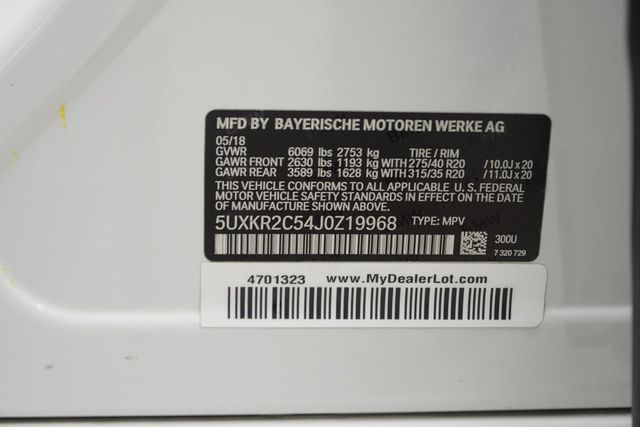 MFD BY BAYERISCHE MOTOREN WERKE AG
05/18
GVWR 6069 lbs 2753 kg TIRE / RIM
GAWR FRONT 2630 lbs 1193 kg WITH 275/40 R20 /10.0J x 20
GAWR REAR 3589 lbs 1628 kg WITH 315/35 R20 /11.0J x 20
THIS VEHICLE CONFORMS TO ALL APPLICABLE U. S. FEDERAL
MOTOR VEHICLE SAFETY STANDARDS IN EFFECT ON THE DATE
OF MANUFACTURE SHOWN ABOVE.
5UXKR2C54J0Z19968 TYPE: MPV
300U
7 320 729
4701323 www.MyDealerLot.com